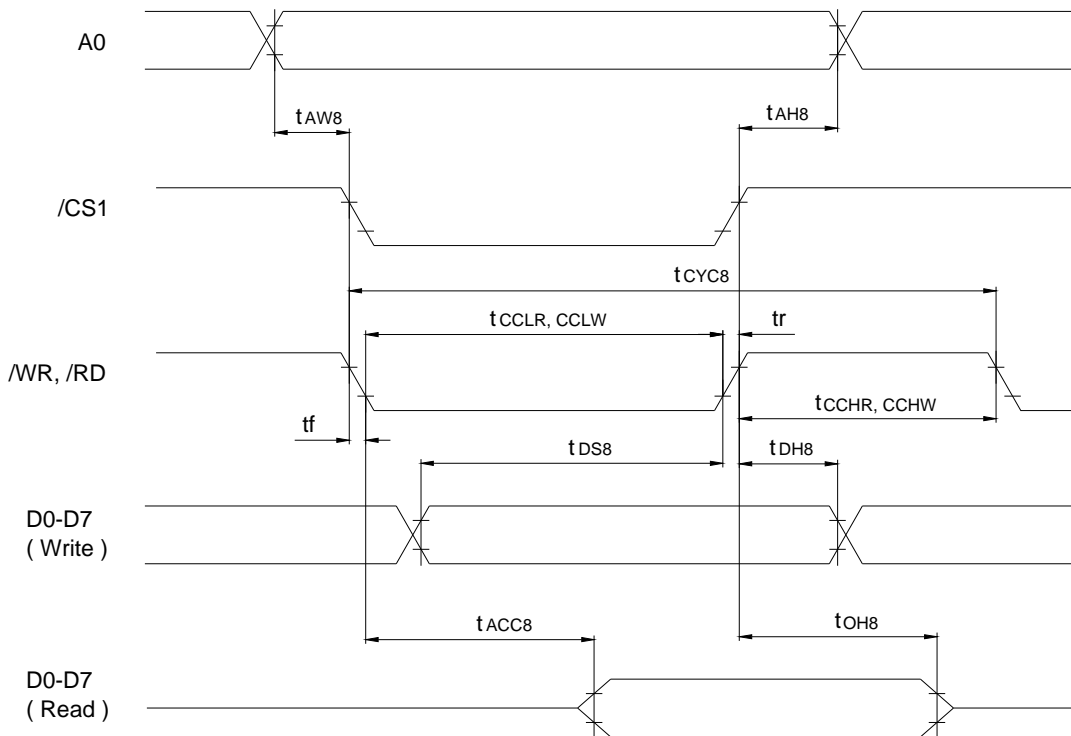 A0
tAW8
tAH8
/CS1
tCYC8
tCCLR, CCLW
tr
/WR, /RD
tCCHR, CCHW
tf
tDS8
tDH8
D0-D7
( Write )
tACC8
tOH8
D0-D7
( Read )